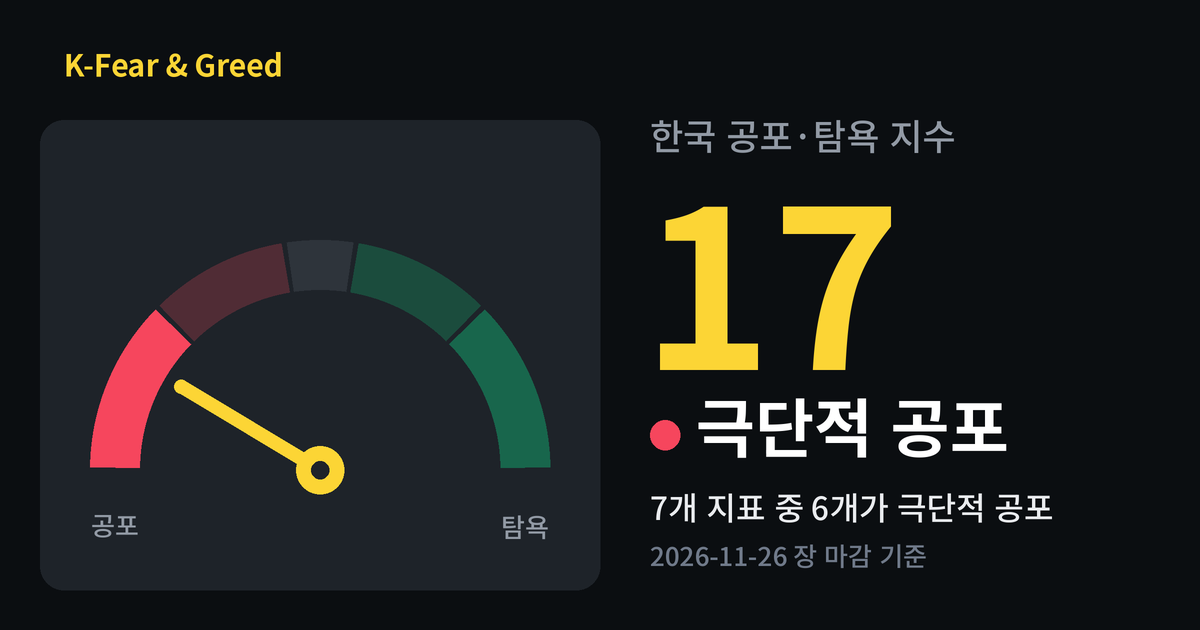 K-Fear & Greed
한국 공포·탐욕 지수
17
극단적 공포
7개 지표 중 6개가 극단적 공포
2026-11-26 장 마감 기준
공포
탐욕